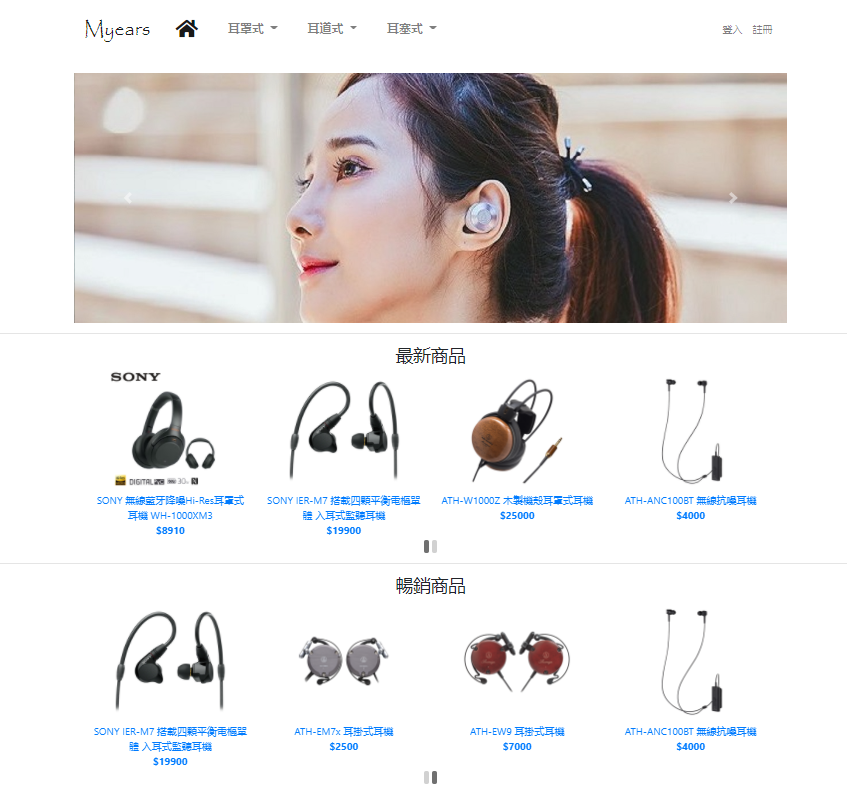 Myears
耳罩式
耳道式
耳塞式
登入
註冊
最新商品
SONY
DIGITAL NC 30hr N
SONY 無線藍牙降噪Hi-Res耳罩式
耳機 WH-1000XM3
$8910
SONY IER-M7 搭載四顆平衡電樞單
體 入耳式監聽耳機
$19900
ATH-W1000Z 木製機殼耳罩式耳機
$25000
ATH-ANC100BT 無線抗噪耳機
$4000
暢銷商品
SONY IER-M7 搭載四顆平衡電樞單
體 入耳式監聽耳機
$19900
ATH-EM7x 耳掛式耳機
$2500
ATH-EW9 耳掛式耳機
$7000
ATH-ANC100BT 無線抗噪耳機
$4000